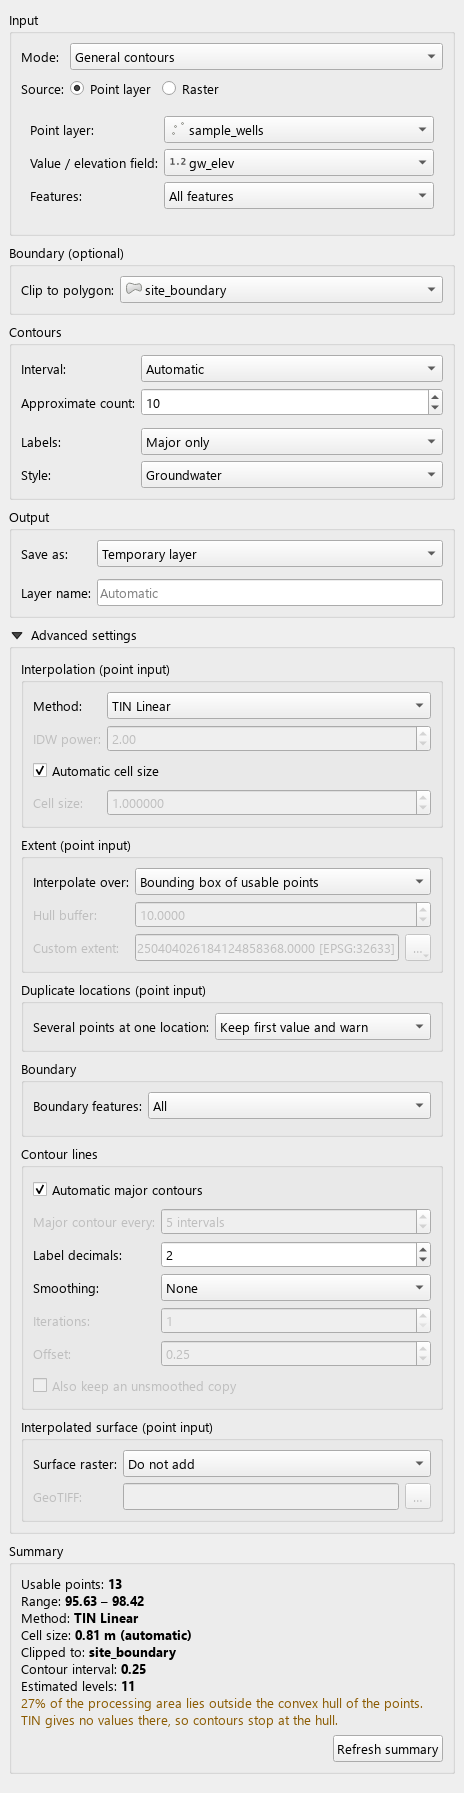 Input
Mode: General contours
Source: Point layer Raster
Point layer: sample_wells
Value / elevation field: 1.2 gw_elev
Features: All features
Boundary (optional)
Clip to polygon: site_boundary
Contours
Interval: Automatic
Approximate count: 10
Labels: Major only
Style: Groundwater
Output
Save as: Temporary layer
Layer name: Automatic
Advanced settings
Interpolation (point input)
Method: TIN Linear
IDW power: 2.00
Automatic cell size
Cell size: 1.000000
Extent (point input)
Interpolate over: Bounding box of usable points
Hull buffer: 10.0000
Custom extent: 250404026184124858368.0000 [EPSG:32633] ...
Duplicate locations (point input)
Several points at one location: Keep first value and warn
Boundary
Boundary features: All
Contour lines
Automatic major contours
Major contour every: 5 intervals
Label decimals: 2
Smoothing: None
Iterations: 1
Offset: 0.25
Also keep an unsmoothed copy
Interpolated surface (point input)
Surface raster: Do not add
GeoTIFF: ...
Summary
Usable points: 13
Range: 95.63 – 98.42
Method: TIN Linear
Cell size: 0.81 m (automatic)
Clipped to: site_boundary
Contour interval: 0.25
Estimated levels: 11
27% of the processing area lies outside the convex hull of the points.
TIN gives no values there, so contours stop at the hull.
Refresh summary